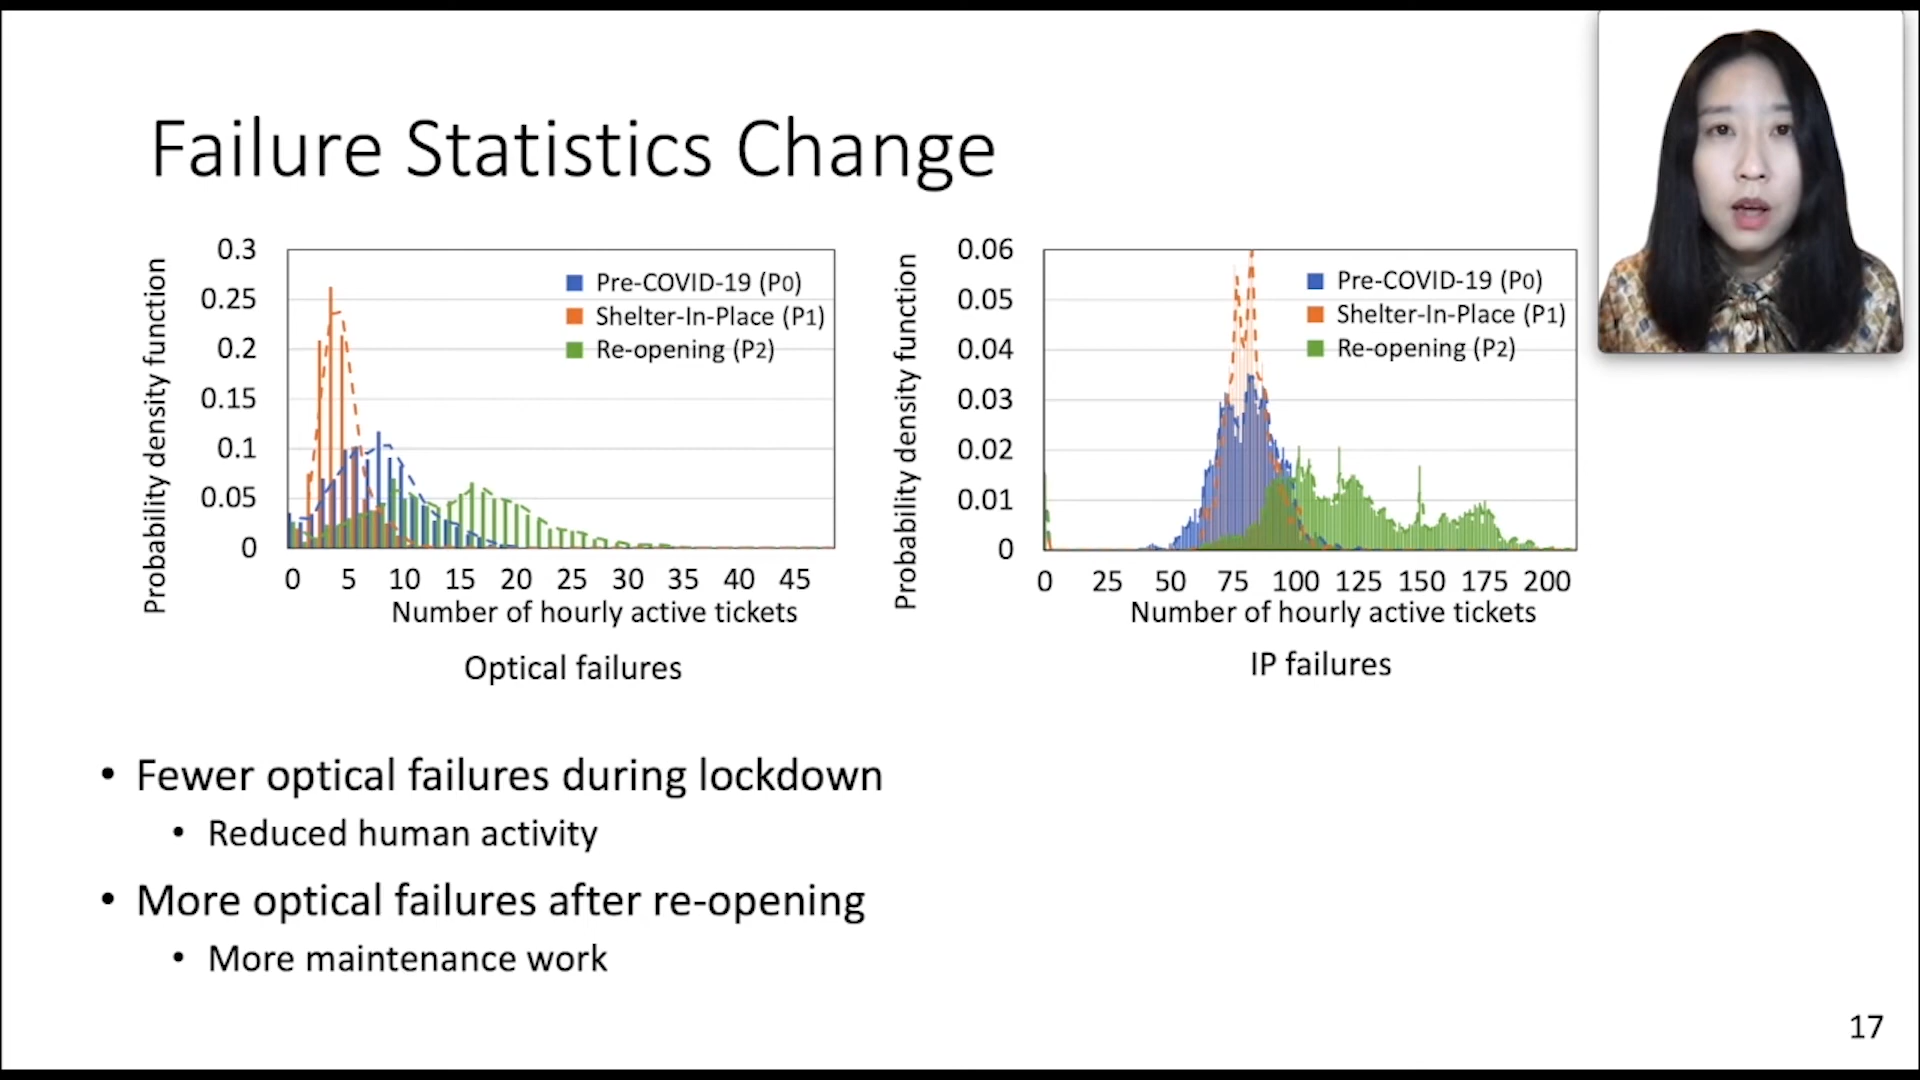 Failure Statistics Change
Probability density function
0.3
0.25
0.2
0.15
0.1
0.05
0
Pre-COVID-19 (P0)
Shelter-In-Place (P1)
Re-opening (P2)
0 5 10 15 20 25 30 35 40 45
Number of hourly active tickets
Optical failures
Probability density function
0.06
0.05
0.04
0.03
0.02
0.01
0
Pre-COVID-19 (P0)
Shelter-In-Place (P1)
Re-opening (P2)
0 25 50 75 100 125 150 175 200
Number of hourly active tickets
IP failures
• Fewer optical failures during lockdown
• Reduced human activity
• More optical failures after re-opening
• More maintenance work
17